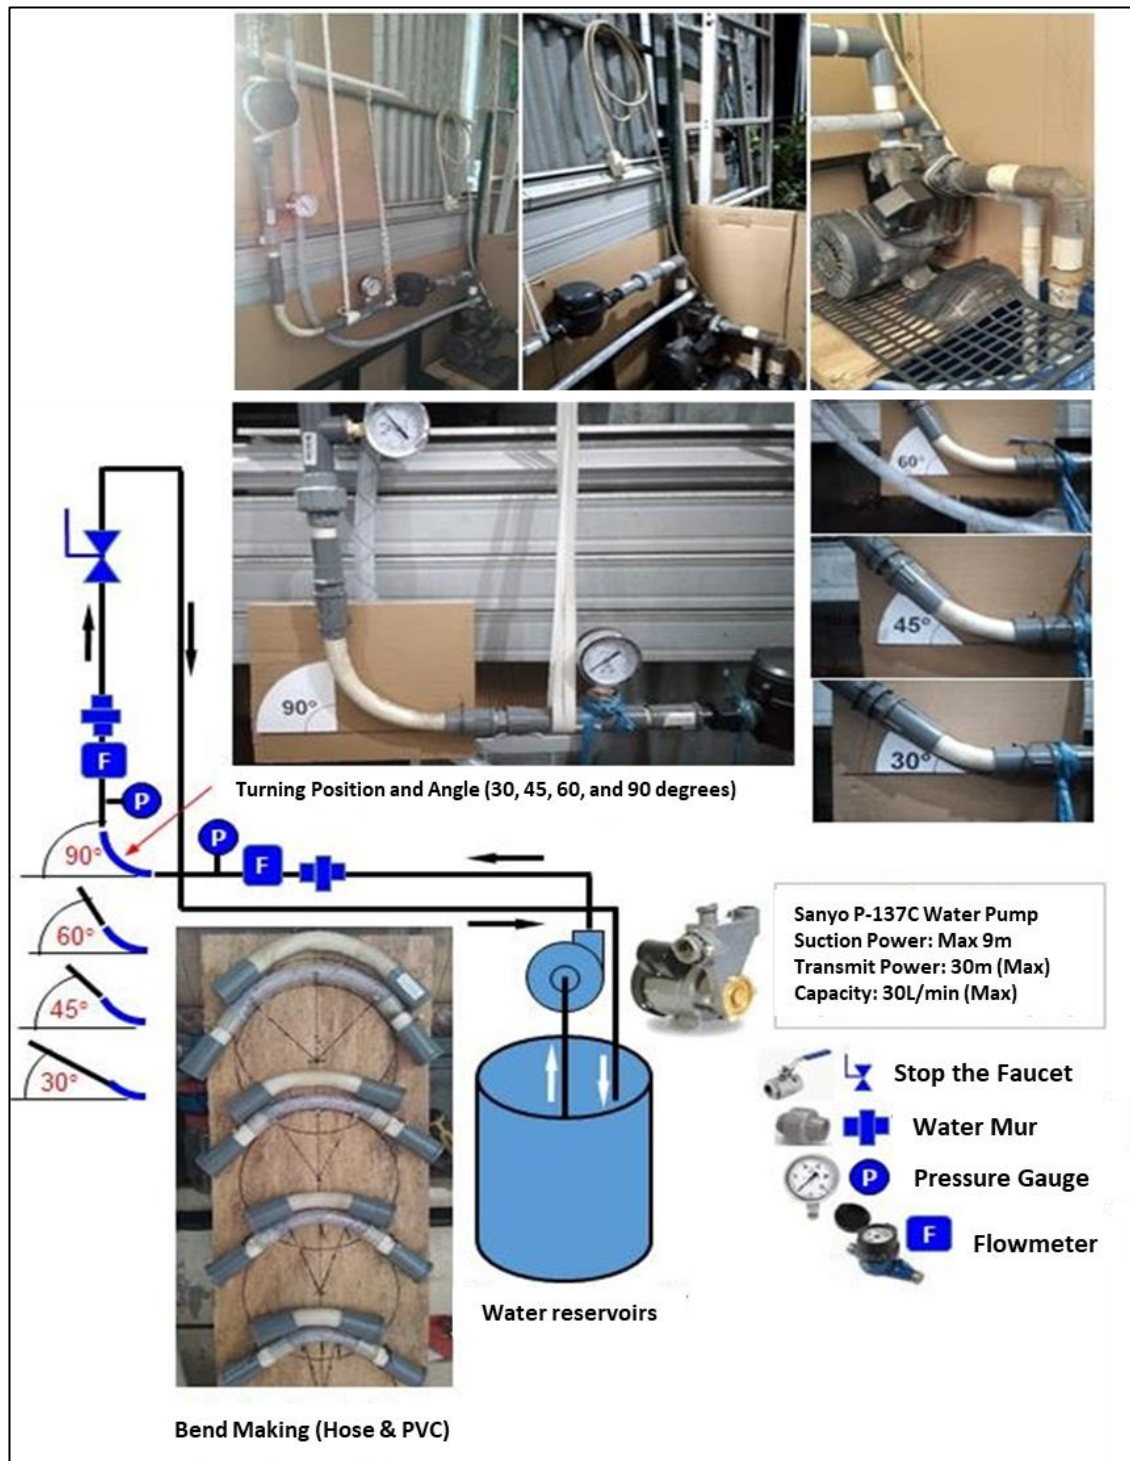 60°
45°
30°
90°
Turning Position and Angle (30, 45, 60, and 90 degrees)
F
P
P
F
90°
60°
45°
30°
Sanyo P-137C Water Pump
Suction Power: Max 9m
Transmit Power: 30m (Max)
Capacity: 30L/min (Max)
Stop the Faucet
Water Mur
P Pressure Gauge
F Flowmeter
Water reservoirs
Bend Making (Hose & PVC)